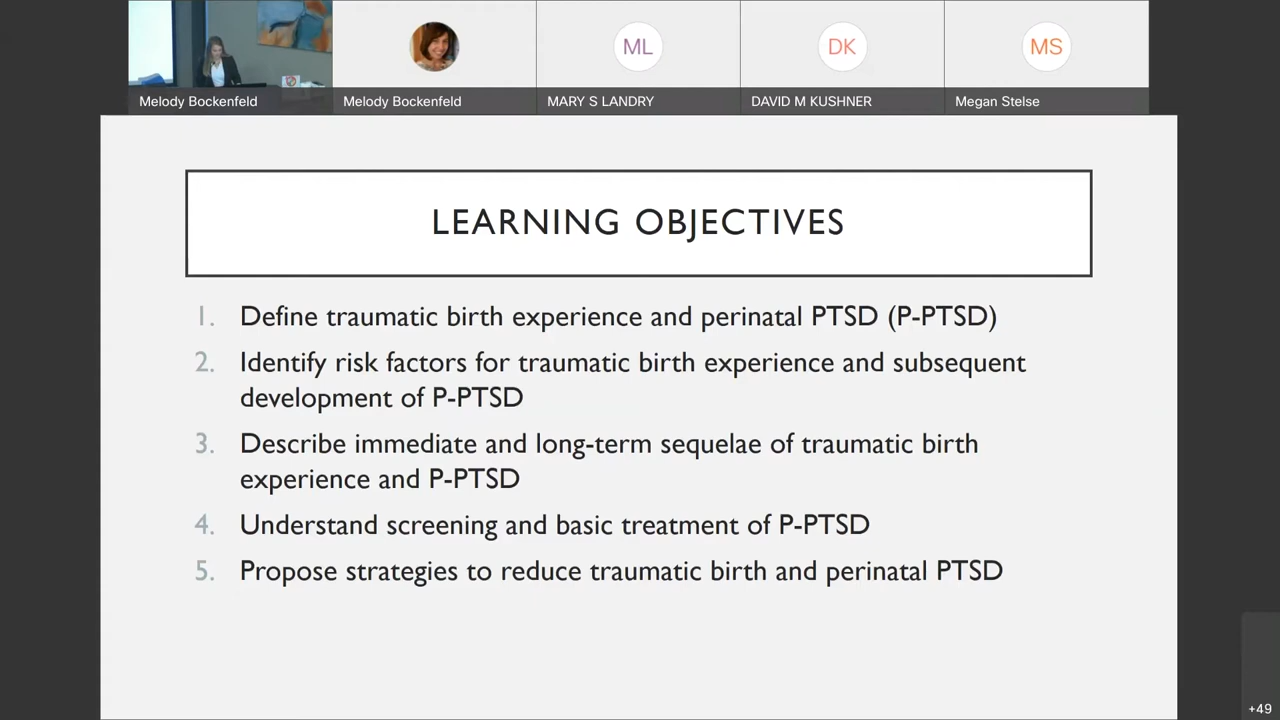 Melody Bockenfeld
Melody Bockenfeld
ML
MARY S LANDRY
DK
DAVID M KUSHNER
MS
Megan Stelse
LEARNING OBJECTIVES
1. Define traumatic birth experience and perinatal PTSD (P-PTSD)
2. Identify risk factors for traumatic birth experience and subsequent
development of P-PTSD
3. Describe immediate and long-term sequelae of traumatic birth
experience and P-PTSD
4. Understand screening and basic treatment of P-PTSD
5. Propose strategies to reduce traumatic birth and perinatal PTSD
+49